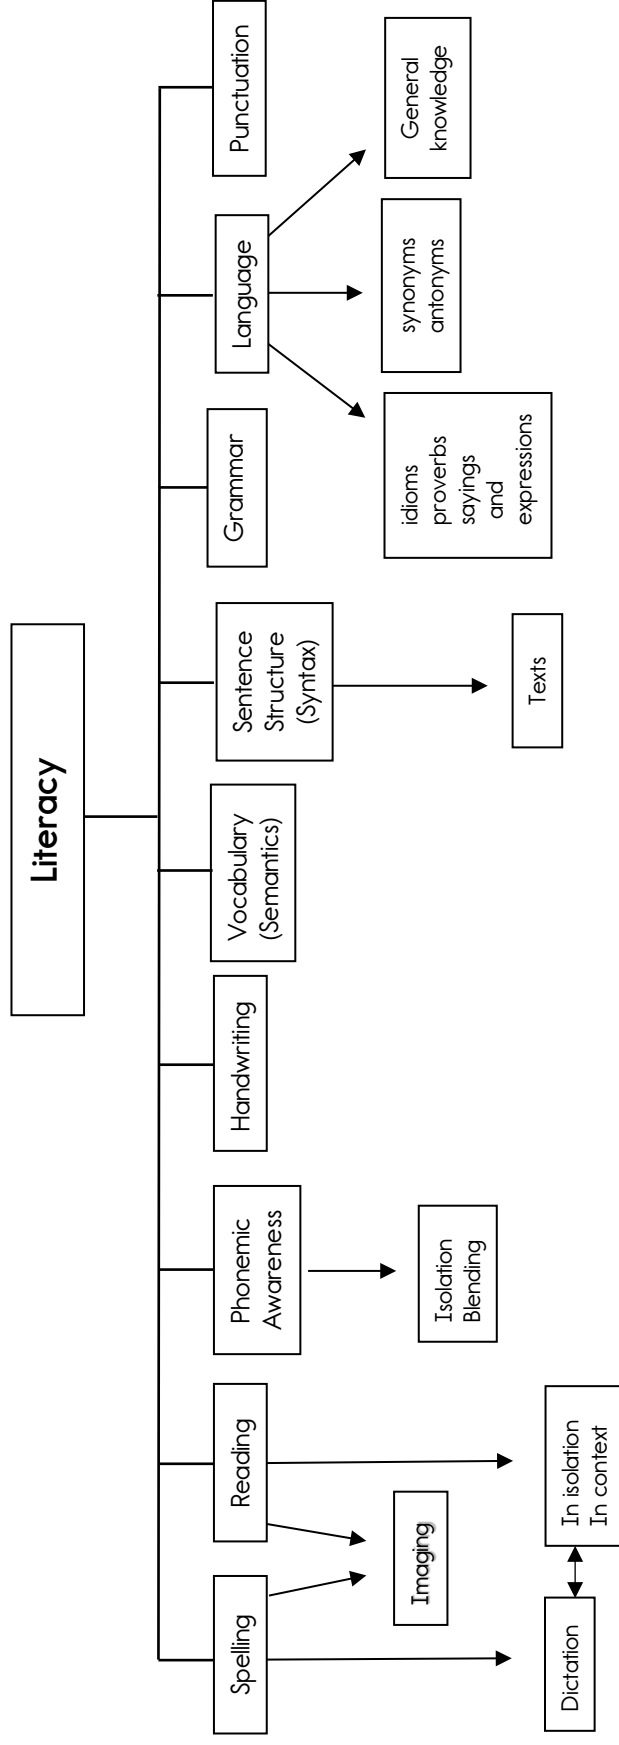 Literacy
Spelling
Reading
Phonemic
Awareness
Handwriting
Vocabulary
(Semantics)
Sentence
Structure
(Syntax)
Grammar
Language
Punctuation
Imaging
Isolation
Blending
idioms
proverbs
sayings
and
expressions
synonyms
antonyms
General
knowledge
Dictation
In isolation
In context
Texts